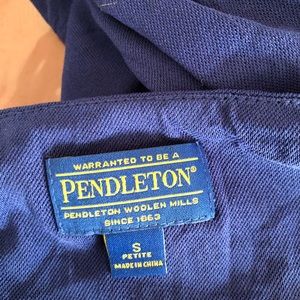 WARRANTED TO BE A
PENDLETON®
PENDLETON WOOLEN MILLS
SINCE 1863
S
PETITE
MADE IN CHINA